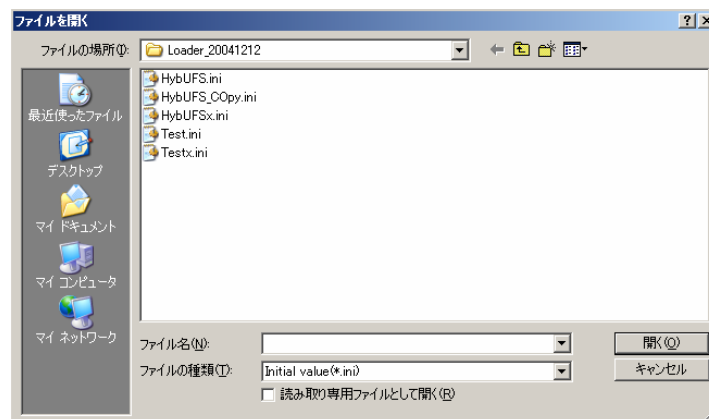 ファイルを開く
ファイルの場所(I):
Loader_20041212
最近使ったファイル
デスクトップ
マイ ドキュメント
マイ コンピュータ
マイ ネットワーク
HybUFS.ini
HybUFS_COpy.ini
HybUFSx.ini
Test.ini
Testx.ini
ファイル名(N):
開く(O)
ファイルの種類(T):
Initial value(*.ini)
キャンセル
読み取り専用ファイルとして開く(R)